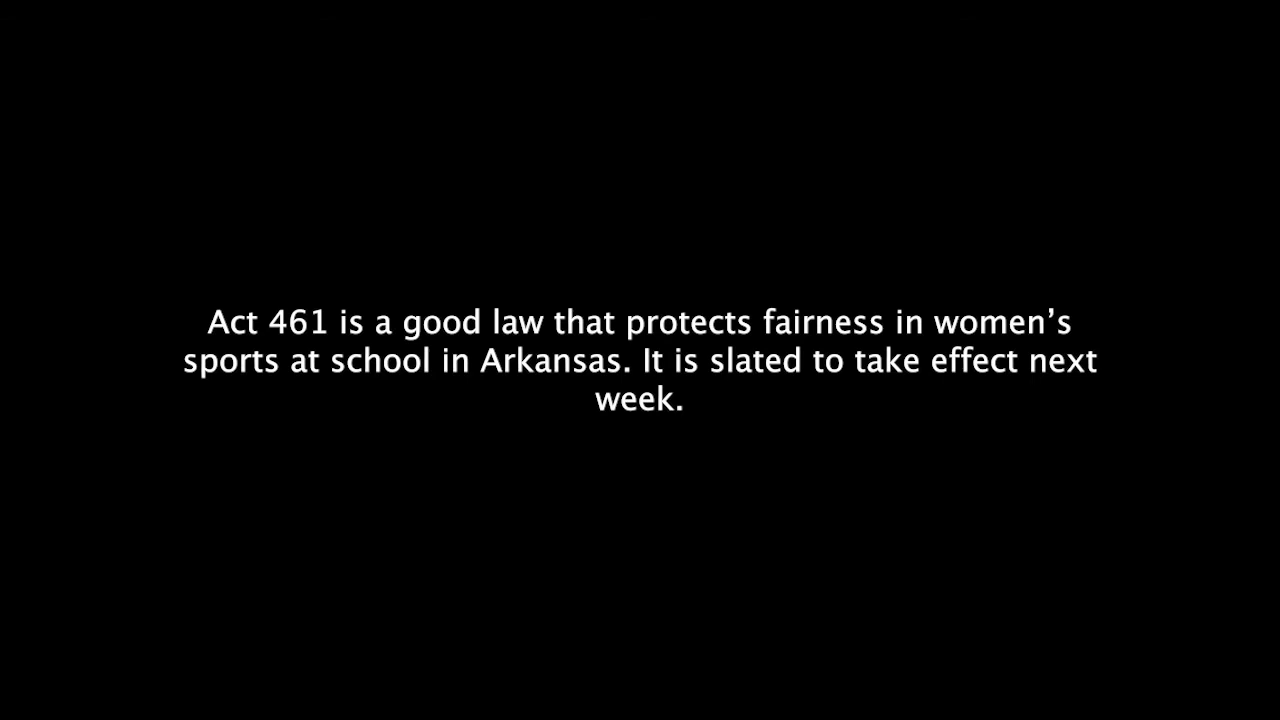 Act 461 is a good law that protects fairness in women’s
sports at school in Arkansas. It is slated to take effect next
week.